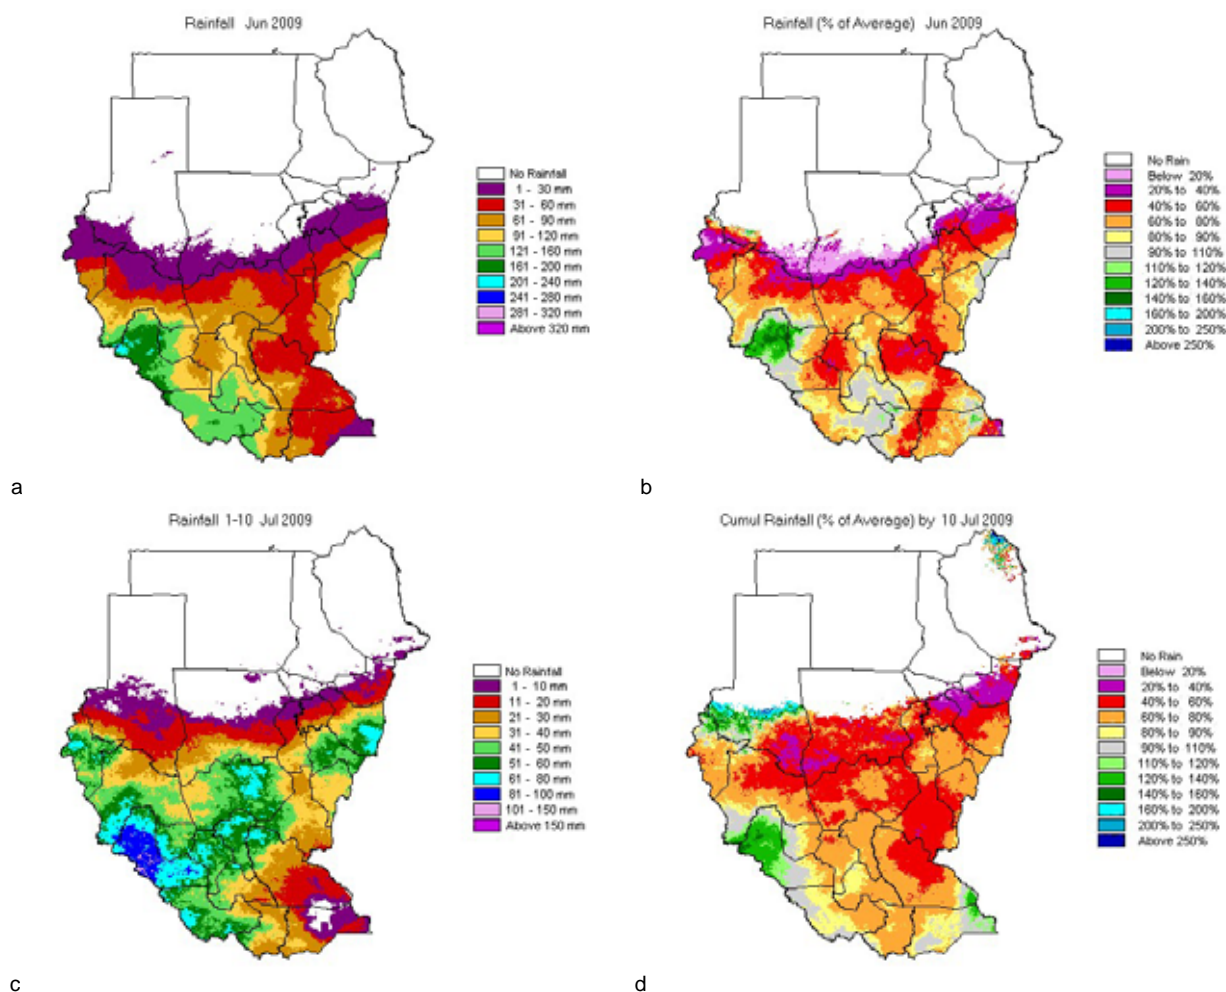 Rainfall Jun 2009
No Rainfall
1 - 30 mm
31 - 60 mm
61 - 90 mm
91 - 120 mm
121 - 160 mm
161 - 200 mm
201 - 240 mm
241 - 280 mm
281 - 320 mm
Above 320 mm
a
Rainfall (% of Average) Jun 2009
No Rain
Below 20%
20% to 40%
40% to 60%
60% to 80%
80% to 90%
90% to 110%
110% to 120%
120% to 140%
140% to 160%
160% to 200%
200% to 250%
Above 250%
b
Rainfall 1-10 Jul 2009
No Rainfall
1 - 10 mm
11 - 20 mm
21 - 30 mm
31 - 40 mm
41 - 50 mm
51 - 60 mm
61 - 80 mm
81 - 100 mm
101 - 150 mm
Above 150 mm
c
Cumul Rainfall (% of Average) by 10 Jul 2009
No Rain
Below 20%
20% to 40%
40% to 60%
60% to 80%
80% to 90%
90% to 110%
110% to 120%
120% to 140%
140% to 160%
160% to 200%
200% to 250%
Above 250%
d